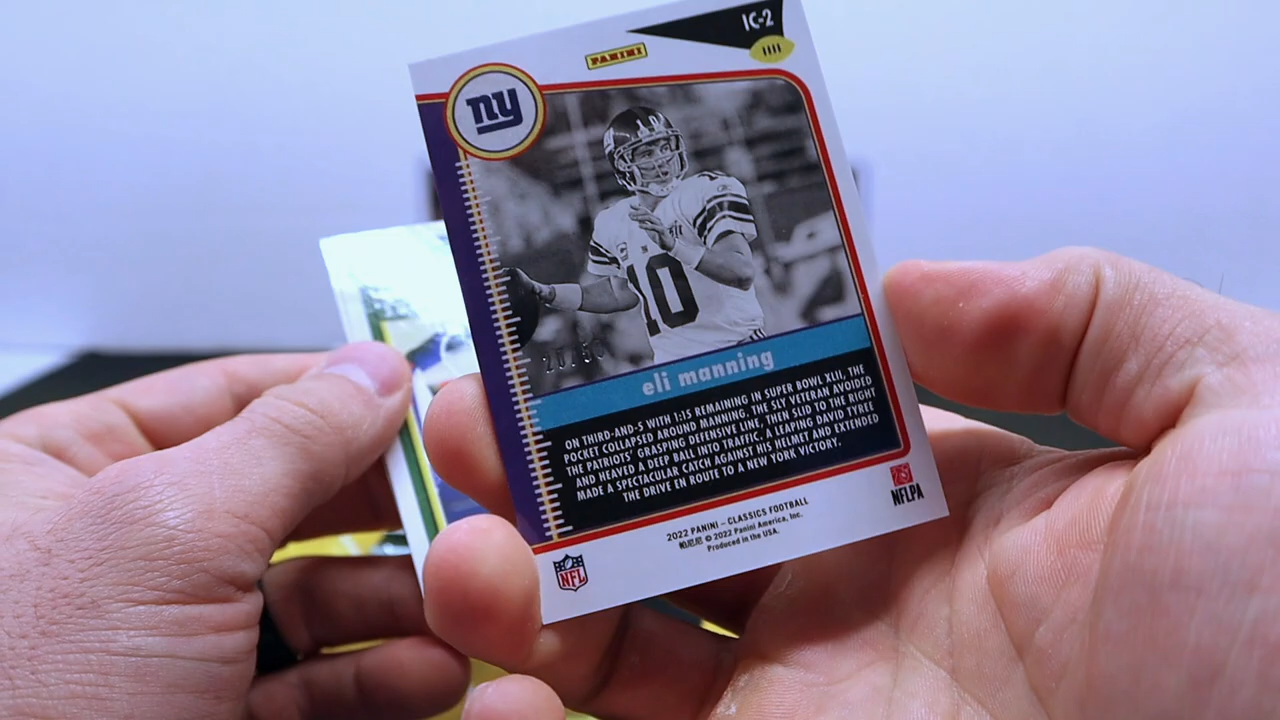 IC-2
PANINI
ny
10
10
eli manning
ON THIRD-AND-5 WITH 1:15 REMAINING IN SUPER BOWL XLII, THE
POCKET COLLAPSED AROUND MANNING. THE SLY VETERAN AVOIDED
THE PATRIOTS' GRASPING DEFENSIVE LINE, THEN SLID TO THE RIGHT
AND HEAVED A DEEP BALL INTO TRAFFIC. A LEAPING DAVID TYREE
MADE A SPECTACULAR CATCH AGAINST HIS HELMET AND EXTENDED
THE DRIVE EN ROUTE TO A NEW YORK VICTORY.
2022 PANINI – CLASSICS FOOTBALL
© 2022 Panini America, Inc.
Produced in the USA.
NFL
NFLPA